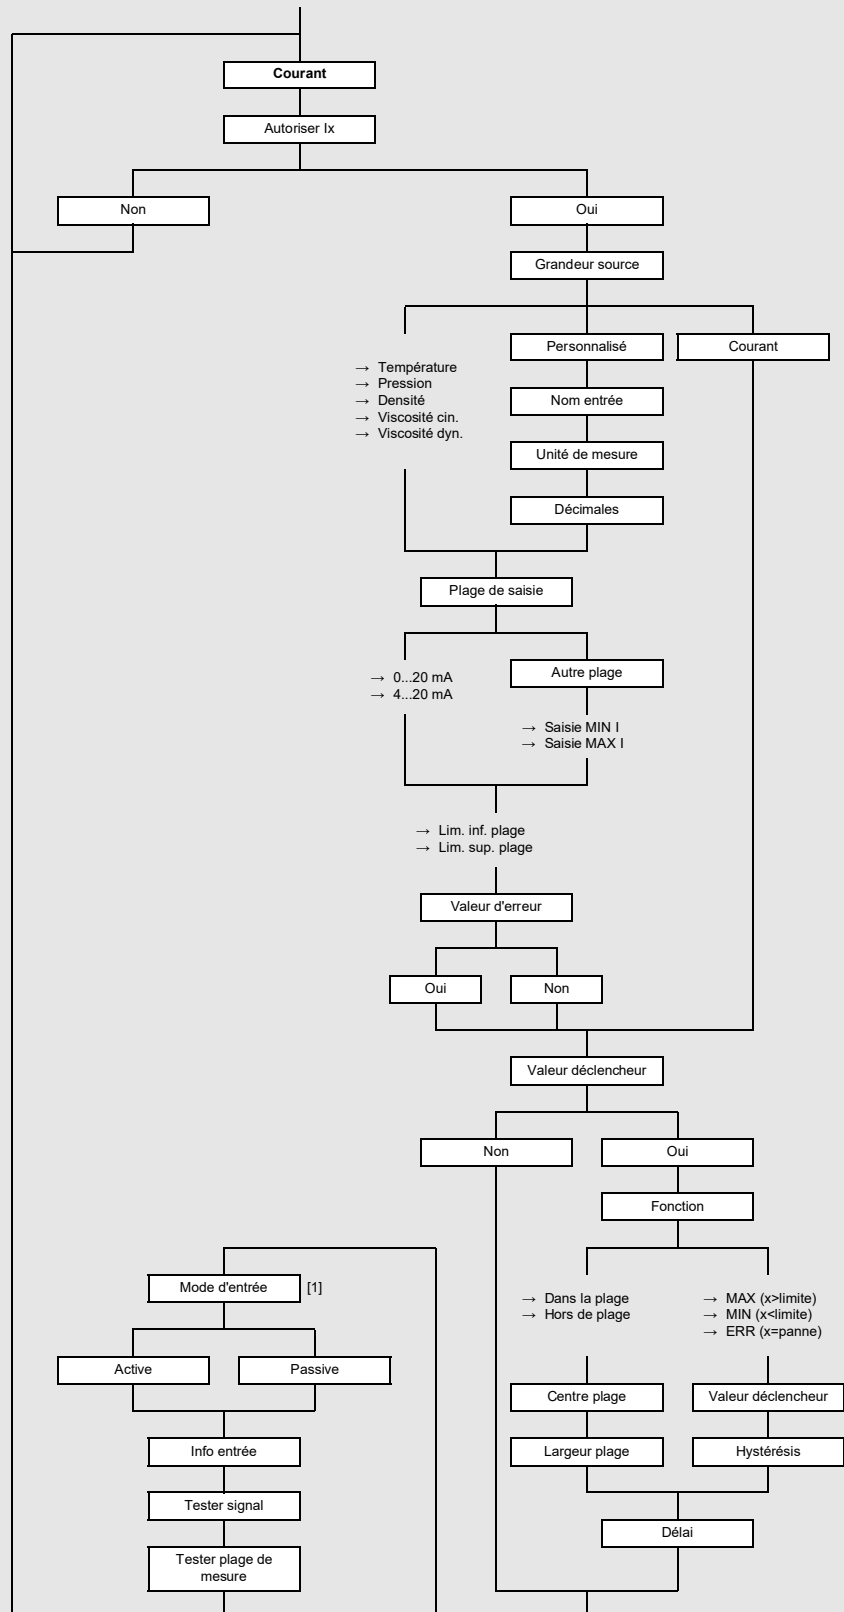 Courant
Autoriser Ix
Non
Oui
Grandeur source
Personnalisé
Courant
→ Température
→ Pression
→ Densité
→ Viscosité cin.
→ Viscosité dyn.
Nom entrée
Unité de mesure
Décimales
Plage de saisie
→ 0...20 mA
→ 4...20 mA
Autre plage
→ Saisie MIN I
→ Saisie MAX I
→ Lim. inf. plage
→ Lim. sup. plage
Valeur d'erreur
Oui
Non
Valeur déclencheur
Non
Oui
Fonction
→ Dans la plage
→ Hors de plage
→ MAX (x>limite)
→ MIN (x<limite)
→ ERR (x=panne)
Centre plage
Valeur déclencheur
Largeur plage
Hystérésis
Délai
Mode d'entrée [1]
Active
Passive
Info entrée
Tester signal
Tester plage de
mesure